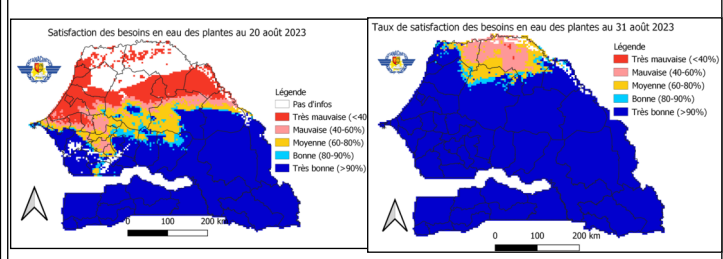 Satisfaction des besoins en eau des plantes au 20 août 2023
Légende
Pas d'infos
Très mauvaise (<40
Mauvaise (40-60%)
Moyenne (60-80%)
Bonne (80-90%)
Très bonne (>90%)
0 100 200 km
Taux de satisfaction des besoins en eau des plantes au 31 août 2023
Légende
Très mauvaise (<40%)
Mauvaise (40-60%)
Moyenne (60-80%)
Bonne (80-90%)
Très bonne (>90%)
0 100 200 km